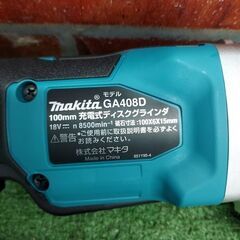 モデル
makita GA408D
100mm 充電式ディスクグラインダ
18V⎓ n 8500min⁻¹ 砥石寸法:100X6X15mm
⚠警告
●ご使用前に取扱説明書を必ずよく
お読みください。
株式会社マキタ
Made in China
851Y95-4